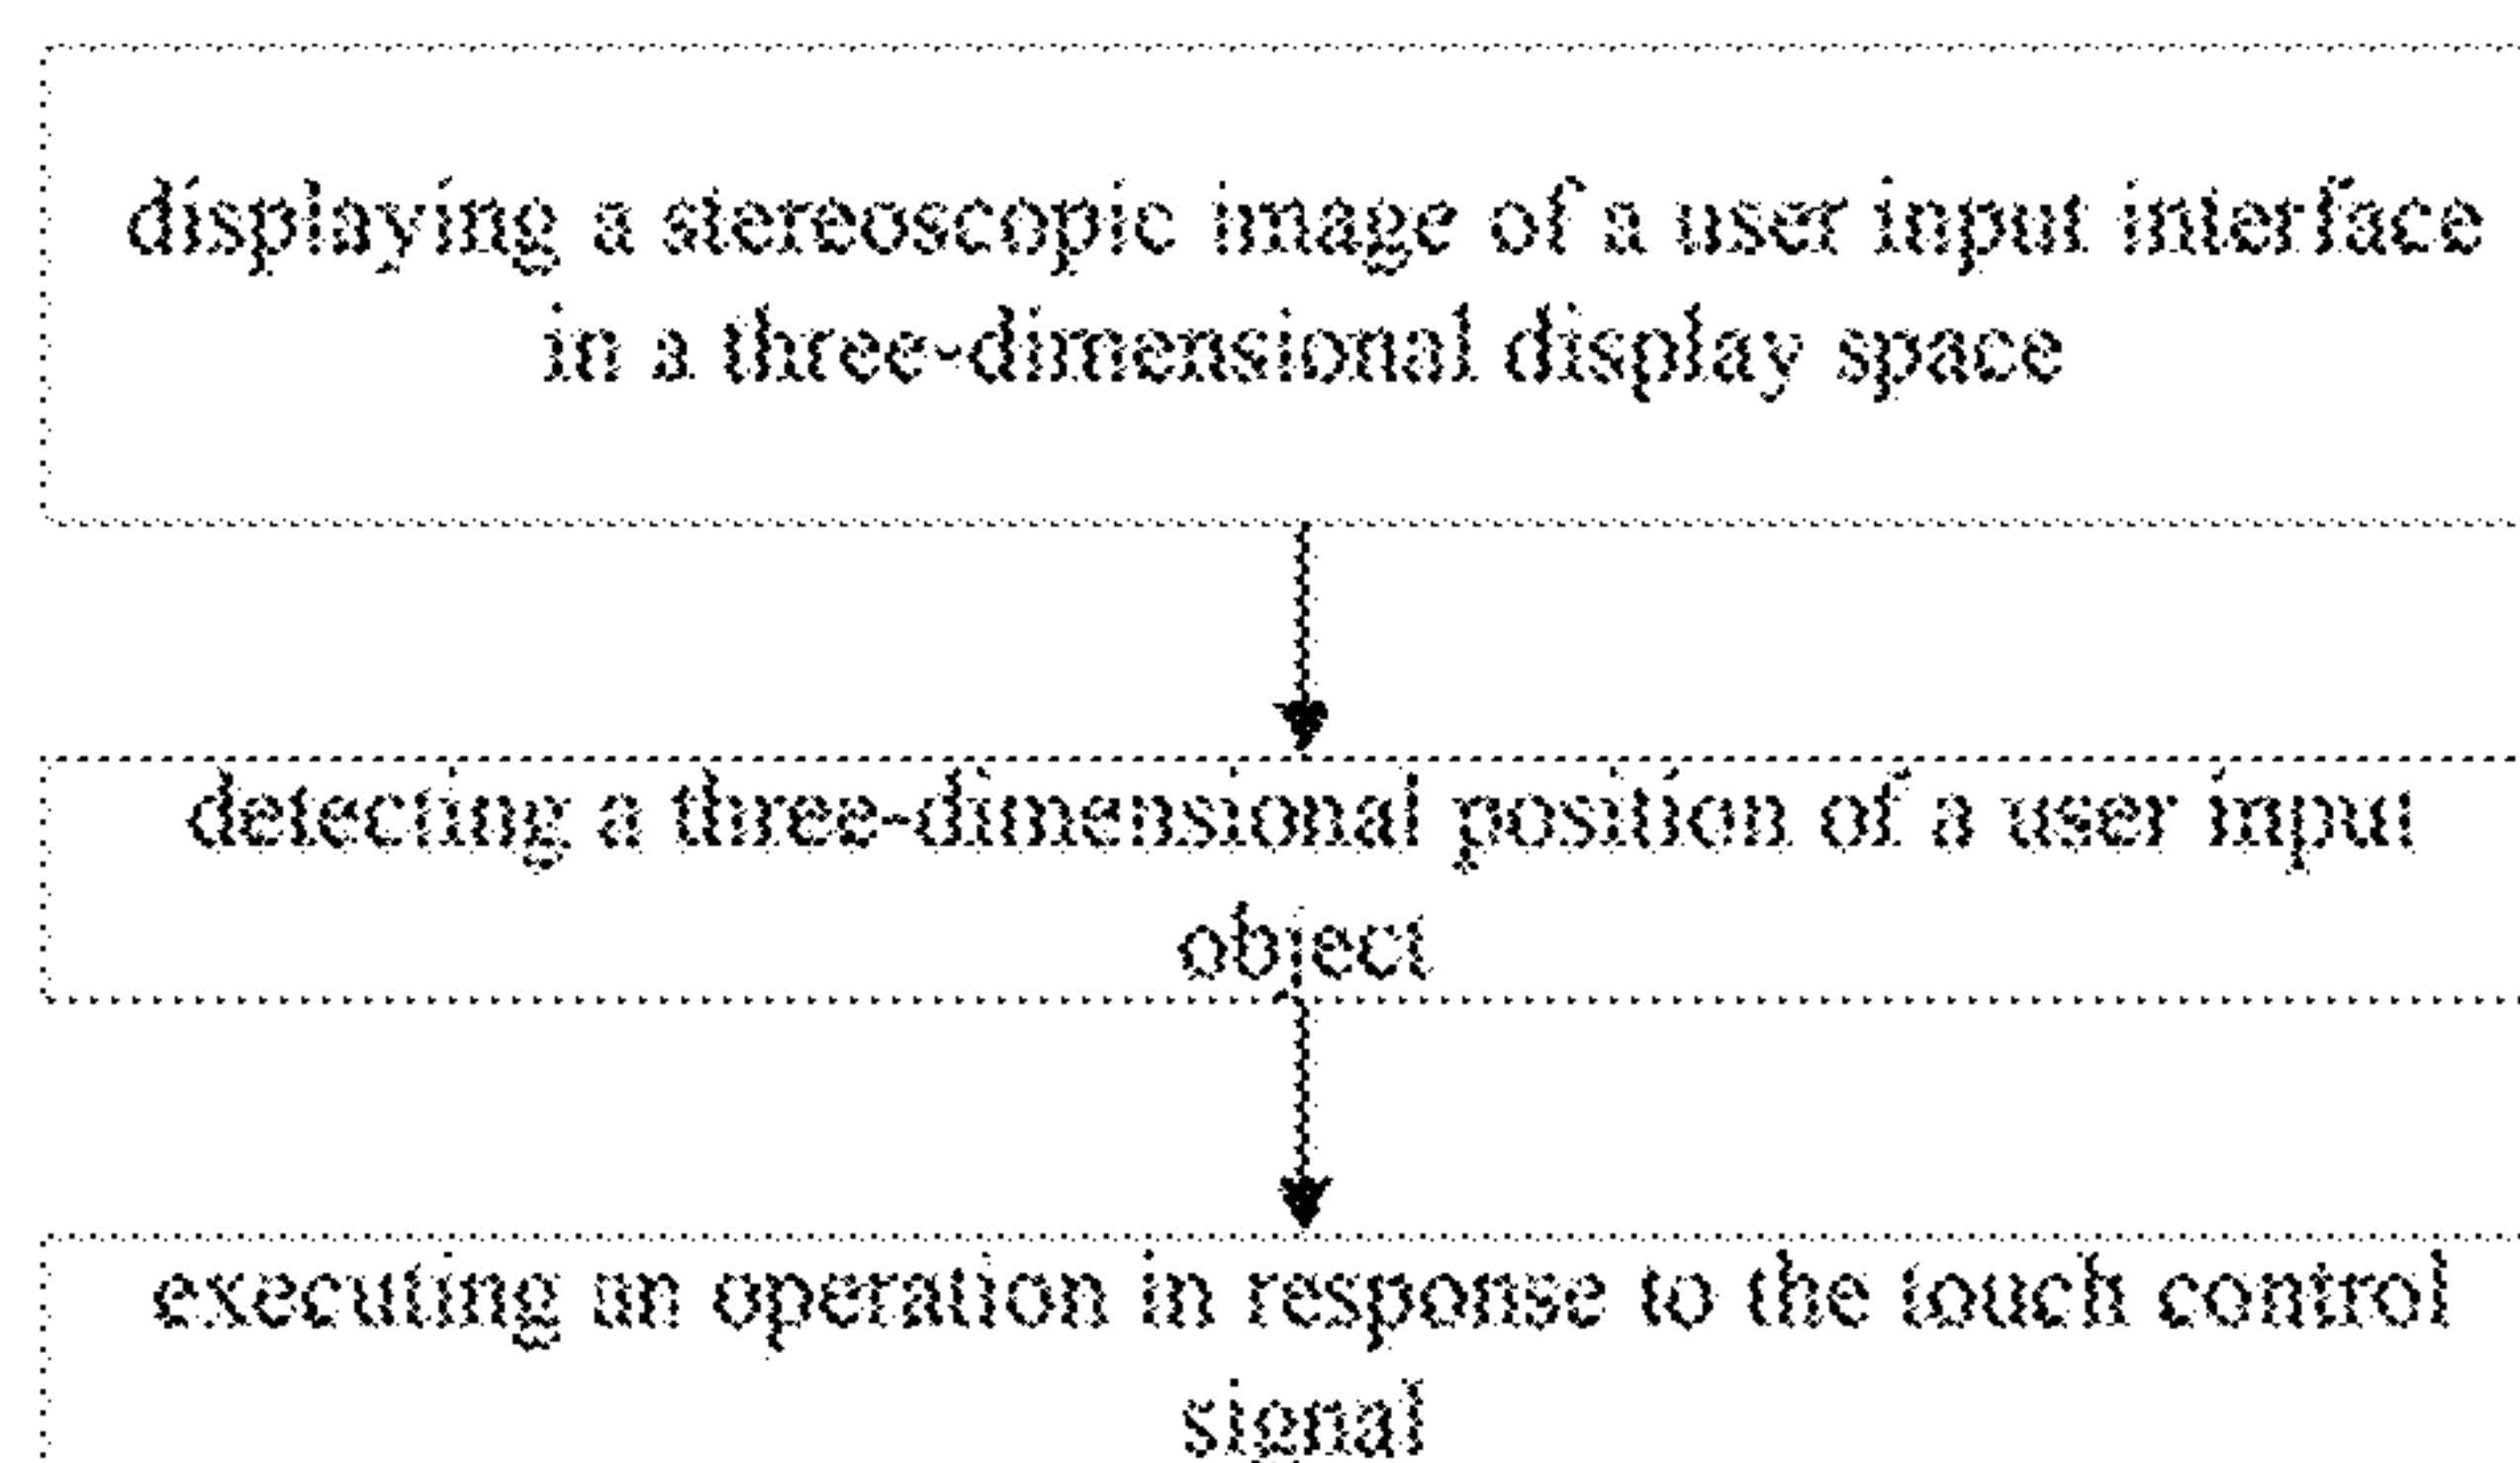 displaying a stereoscopic image of a user input interface
in a three-dimensional display space
detecting a three-dimensional position of a user input
object
executing an operation in response to the touch control
signal